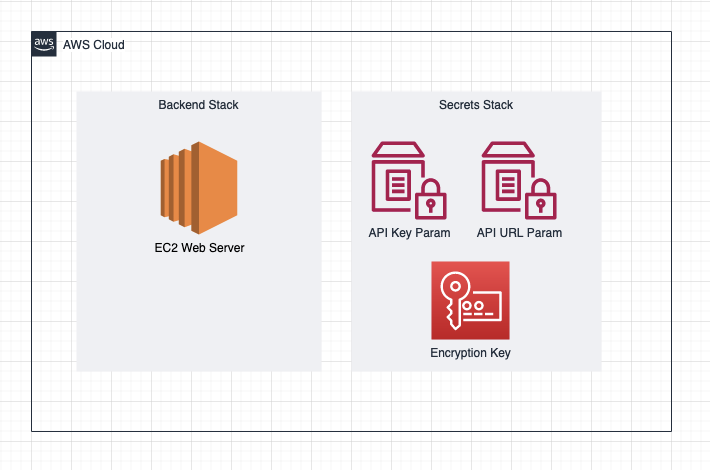 aws
AWS Cloud
Backend Stack
Secrets Stack
API Key Param
API URL Param
EC2 Web Server
Encryption Key